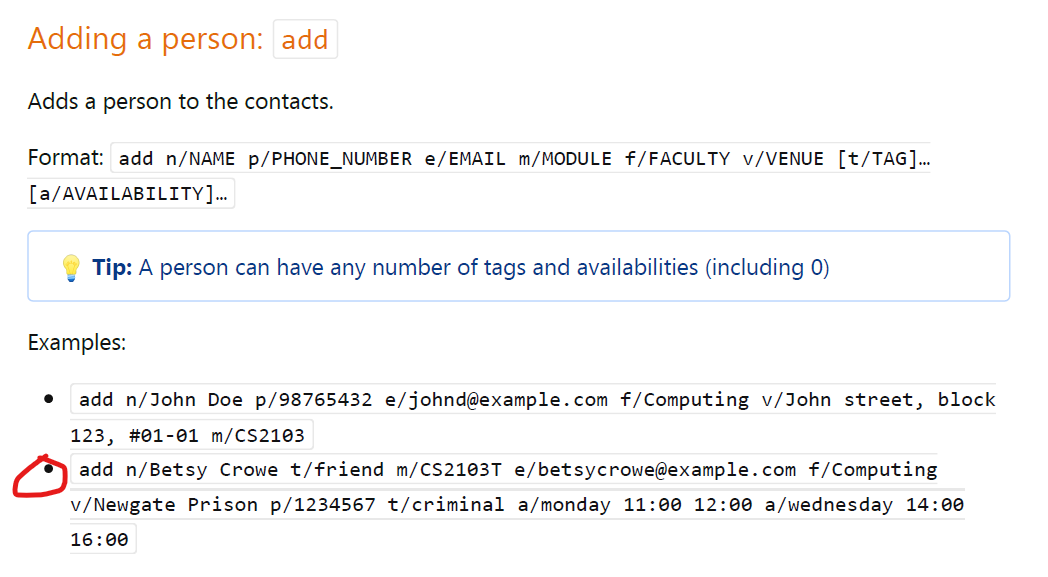 Adding a person: add
Adds a person to the contacts.
Format: add n/NAME p/PHONE_NUMBER e/EMAIL m/MODULE f/FACULTY v/VENUE [t/TAG]…
[a/AVAILABILITY]…
💡 Tip: A person can have any number of tags and availabilities (including 0)
Examples:
• add n/John Doe p/98765432 e/johnd@example.com f/Computing v/John street, block
123, #01-01 m/CS2103
• add n/Betsy Crowe t/friend m/CS2103T e/betsycrowe@example.com f/Computing
v/Newgate Prison p/1234567 t/criminal a/monday 11:00 12:00 a/wednesday 14:00
16:00